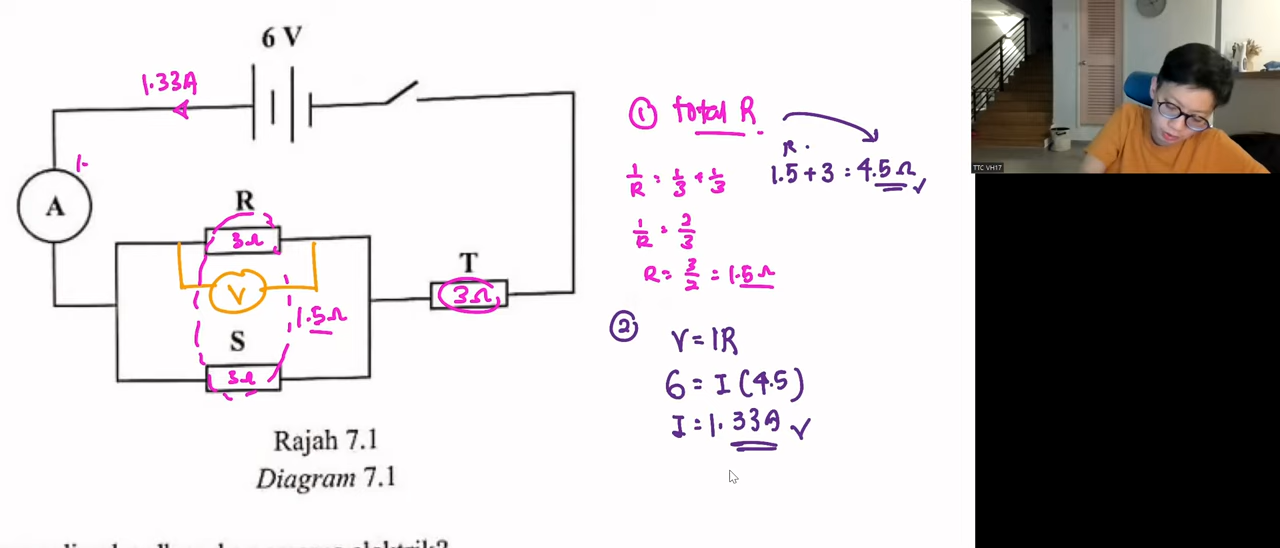 6 V
1.33A
1.
A
R
3Ω
V
1.5Ω
S
3Ω
T
3Ω
Rajah 7.1
Diagram 7.1
① total R.
1/R = 1/3 + 1/3
1/R = 2/3
R = 3/2 = 1.5Ω
R.
1.5 + 3 = 4.5Ω
② V = IR
6 = I (4.5)
I = 1.33A
TTC VH17